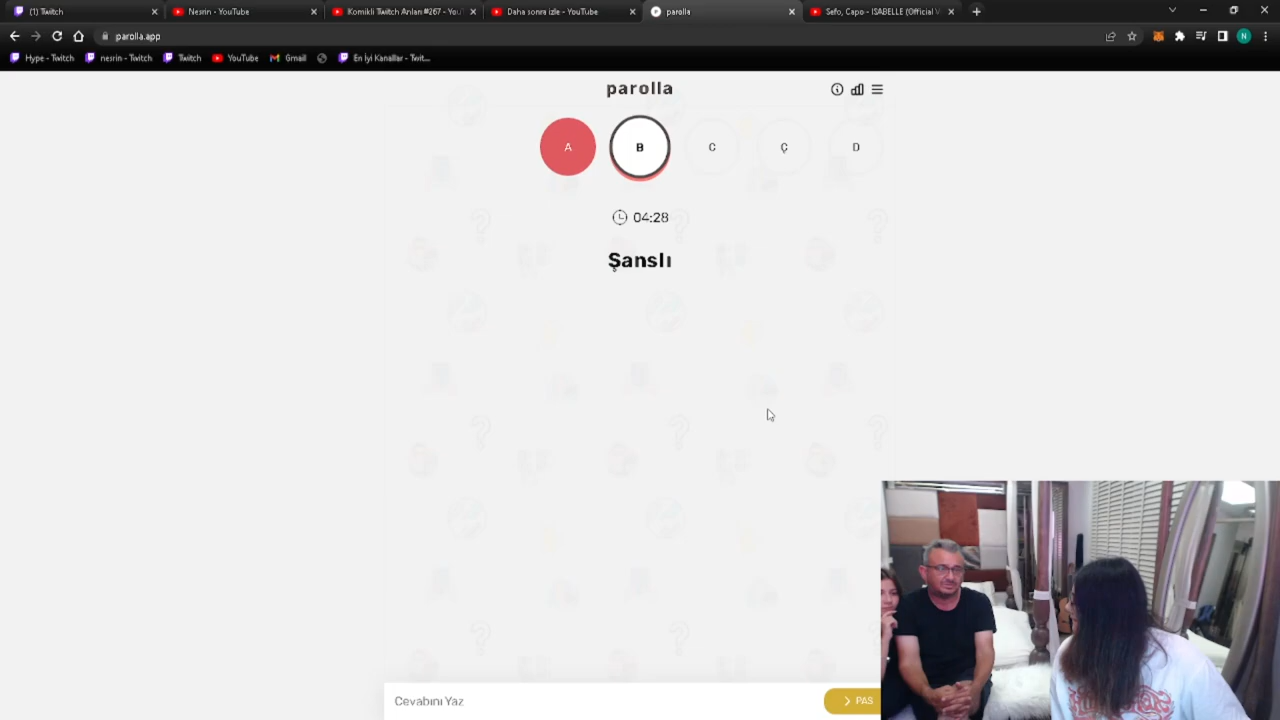 (1) Twitch
Nesrin - YouTube
Komikli Twitch Anları #267 - YouT
Daha sonra izle - YouTube
parolla
Sefo, Capo - ISABELLE (Official V
parolla.app
N
Hype - Twitch
nesrin - Twitch
Twitch
YouTube
Gmail
En İyi Kanallar - Twit...
parolla
A
B
C
Ç
D
04:28
Şanslı
Cevabını Yaz
PAS